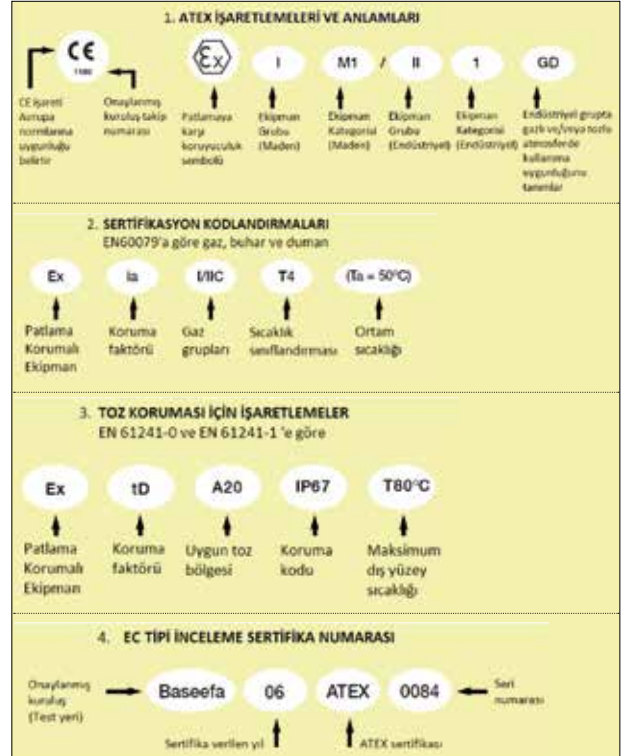 1. ATEX İŞARETLEMELERİ VE ANLAMLARI
CE
1180
Ex
I
M1 / II
1
GD
CE işareti
Avrupa
normlarına
uygunluğu
belirtir
Onaylanmış
kuruluş takip
numarası
Patlamaya
karşı
koruyuculuk
sembolü
Ekipman
Grubu
(Maden)
Ekipman
Kategorisi
(Maden)
Ekipman
Grubu
(Endüstriyel)
Ekipman
Kategorisi
(Endüstriyel)
Endüstriyel grupta
gazlı ve/veya tozlu
atmosferde
kullanıma
uygunluğunu
tanımlar
2. SERTİFİKASYON KODLANDIRMALARI
EN60079'a göre gaz, buhar ve duman
Ex
ia
I/IIC
T4
(Ta = 50°C)
Patlama
Korumalı
Ekipman
Koruma
faktörü
Gaz
grupları
Sıcaklık
sınıflandırması
Ortam
sıcaklığı
3. TOZ KORUMASI İÇİN İŞARETLEMELER
EN 61241-0 ve EN 61241-1 'e göre
Ex
tD
A20
IP67
T80°C
Patlama
Korumalı
Ekipman
Koruma
faktörü
Uygun toz
bölgesi
Koruma
kodu
Maksimum
dış yüzey
sıcaklığı
4. EC TİPİ İNCELEME SERTİFİKA NUMARASI
Onaylanmış
kuruluş
(Test yeri)
Baseefa
06
ATEX
0084
Seri
numarası
Sertifika verilen yıl
ATEX sertifikası